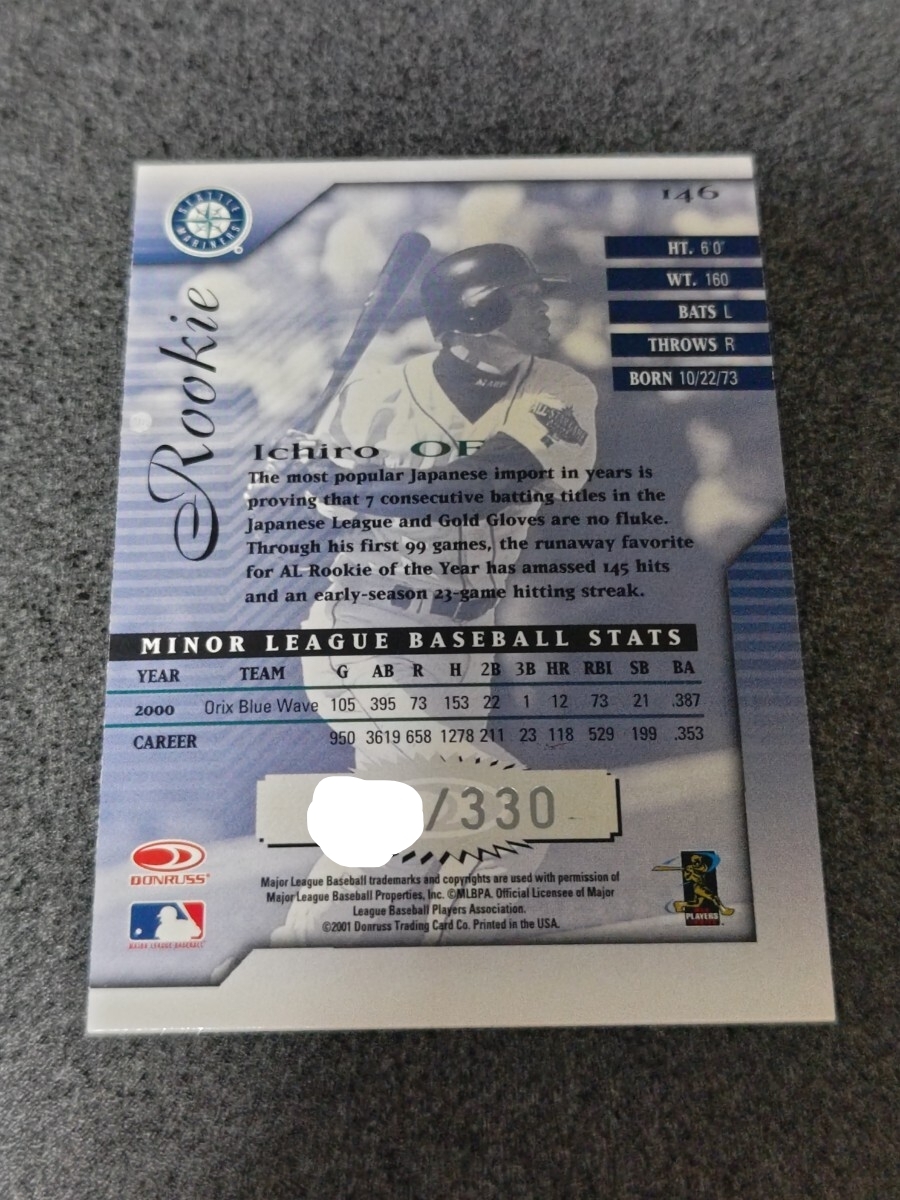 SEATTLE
MARINERS
146
HT. 6'0"
WT. 160
BATS L
THROWS R
BORN 10/22/73
Rookie
Ichiro OF
The most popular Japanese import in years is
proving that 7 consecutive batting titles in the
Japanese League and Gold Gloves are no fluke.
Through his first 99 games, the runaway favorite
for AL Rookie of the Year has amassed 145 hits
and an early-season 23-game hitting streak.
MINOR LEAGUE BASEBALL STATS
YEAR TEAM G AB R H 2B 3B HR RBI SB BA
2000 Orix Blue Wave 105 395 73 153 22 1 12 73 21 .387
CAREER 950 3619 658 1278 211 23 118 529 199 .353
/330
DONRUSS®
Major League Baseball trademarks and copyrights are used with permission of
Major League Baseball Properties, Inc. ©MLBPA. Official Licensee of Major
League Baseball Players Association.
©2001 Donruss Trading Card Co. Printed in the USA.
MAJOR LEAGUE BASEBALL
PLAYERS